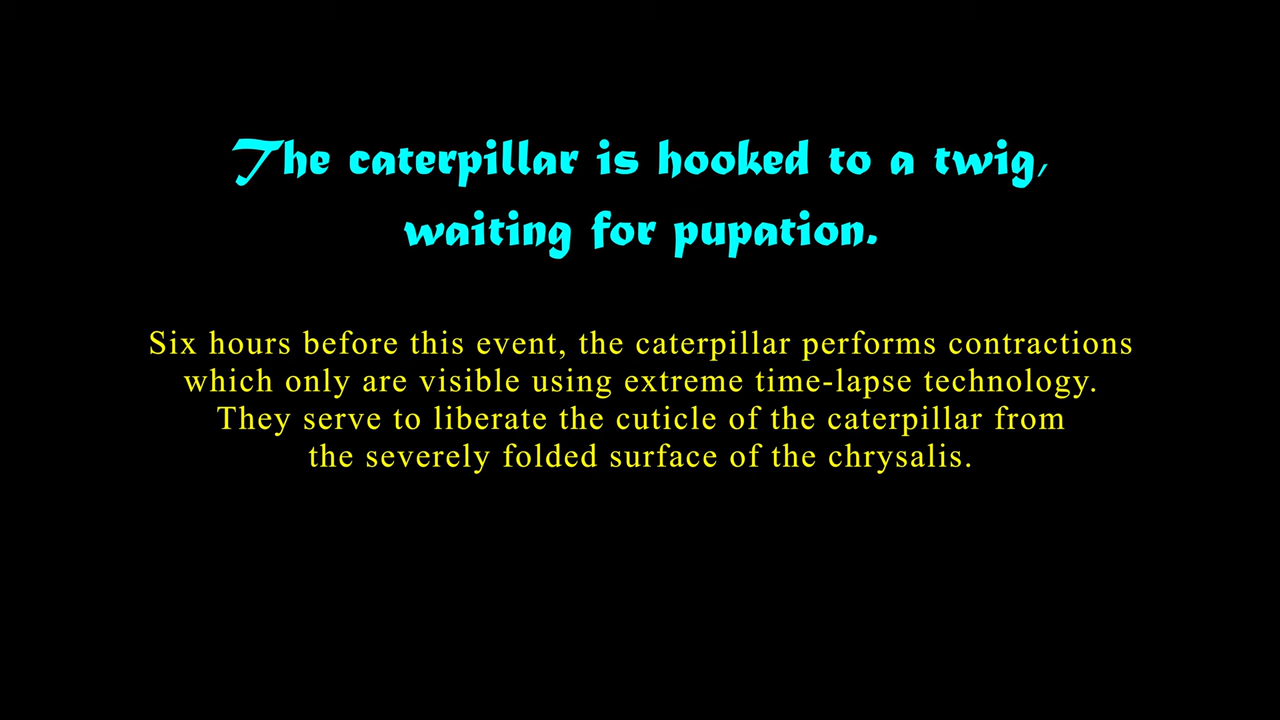 The caterpillar is hooked to a twig,
waiting for pupation.
Six hours before this event, the caterpillar performs contractions
which only are visible using extreme time-lapse technology.
They serve to liberate the cuticle of the caterpillar from
the severely folded surface of the chrysalis.